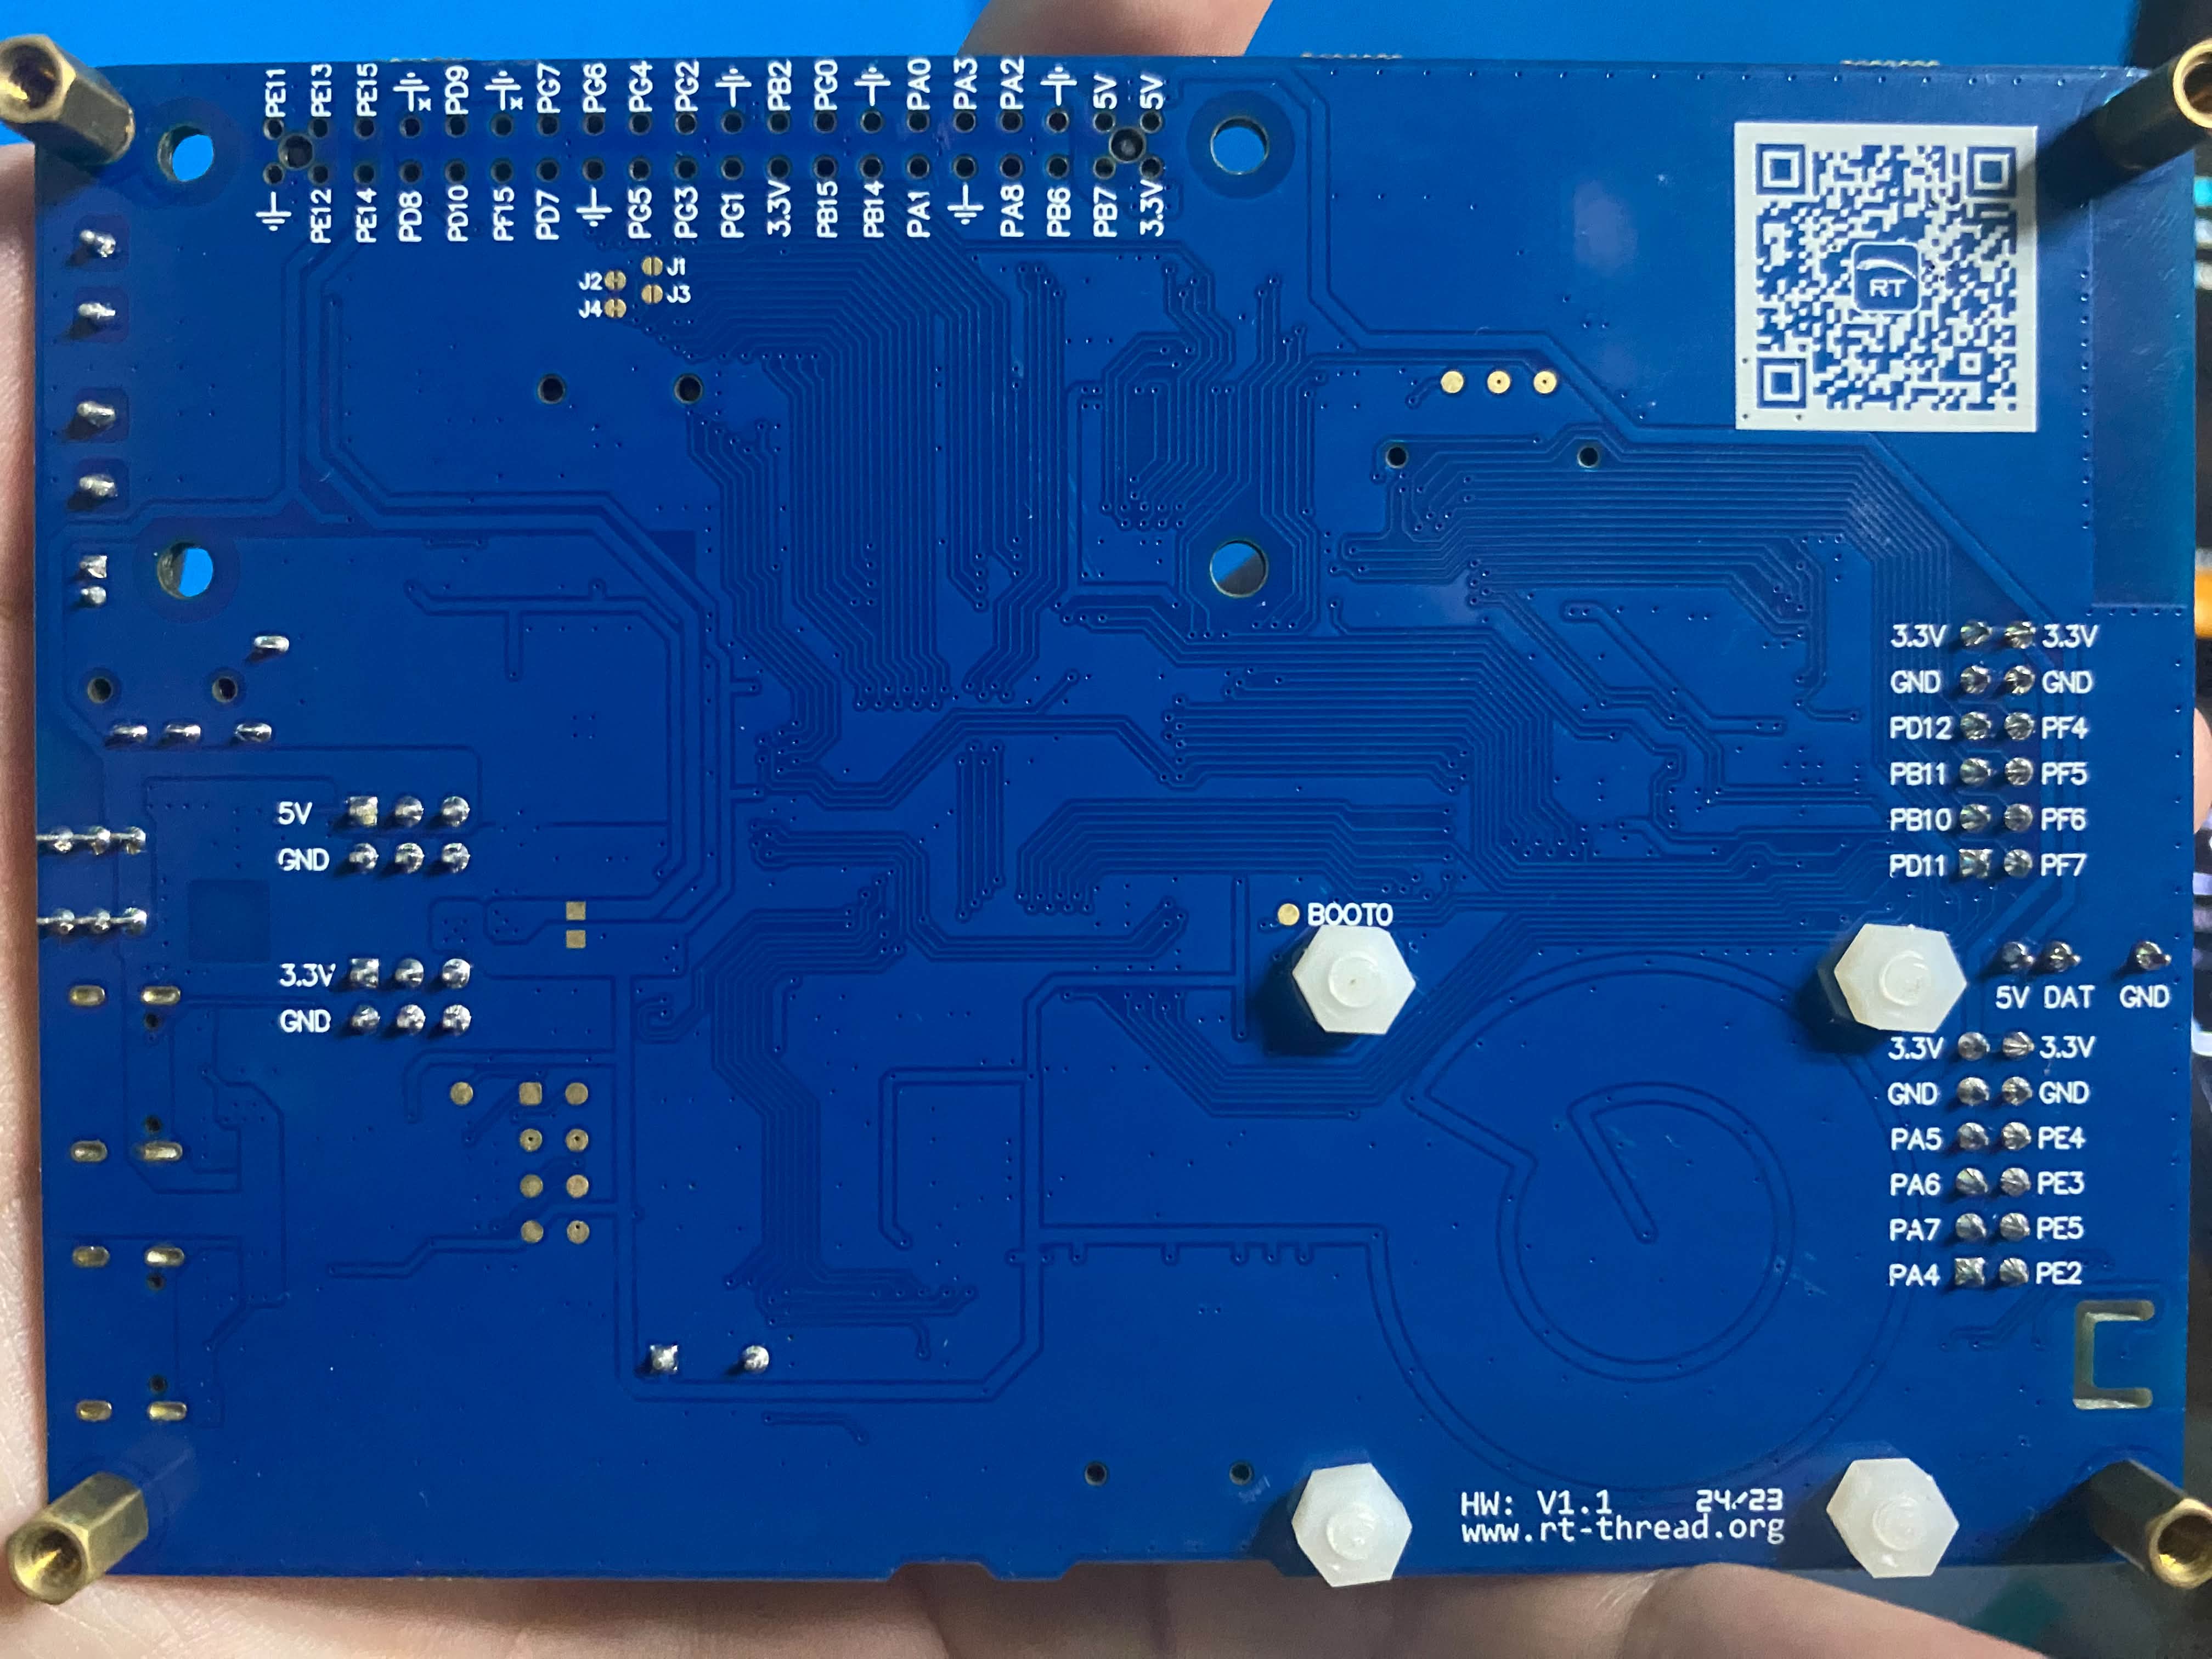 PE11 PE13 PE15 x PD9 x PG7 PG6 PG4 PG2 PB2 PG0 PA0 PA3 PA2 5V 5V
PE12 PE14 PD8 PD10 PF15 PD7 PG5 PG3 PG1 3.3V PB15 PB14 PA1 PA8 PB6 PB7 3.3V
J1
J2
J3
J4
RT
3.3V 3.3V
GND GND
PD12 PF4
PB11 PF5
PB10 PF6
PD11 PF7
5V
GND
BOOT0
3.3V
GND
5V DAT GND
3.3V 3.3V
GND GND
PA5 PE4
PA6 PE3
PA7 PE5
PA4 PE2
HW: V1.1 24/23
www.rt-thread.org